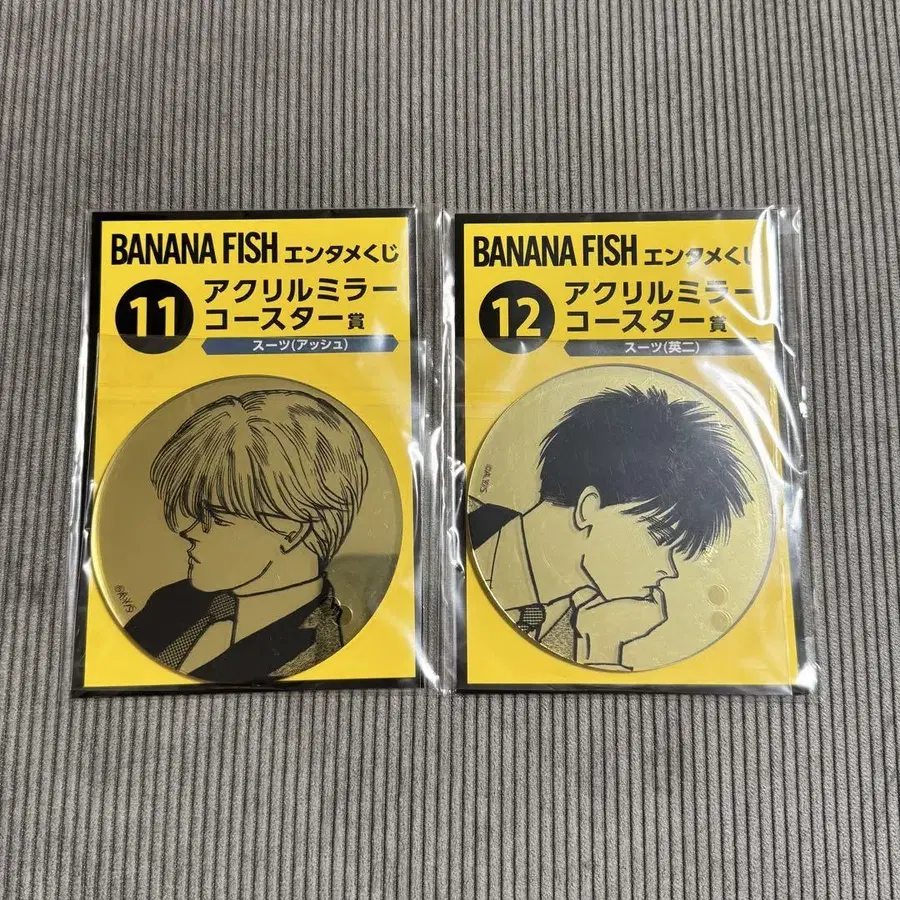 BANANA FISH エンタメくじ
11 アクリルミラー
コースター賞
スーツ(アッシュ)
BANANA FISH エンタメくじ
12 アクリルミラー
コースター賞
スーツ(英二)